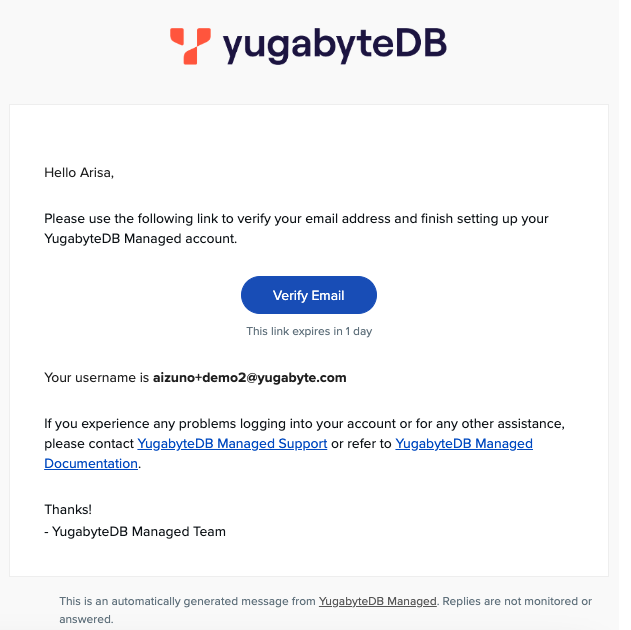 yugabyteDB
Hello Arisa,
Please use the following link to verify your email address and finish setting up your
YugabyteDB Managed account.
Verify Email
This link expires in 1 day
Your username is aizuno+demo2@yugabyte.com
If you experience any problems logging into your account or for any other assistance,
please contact YugabyteDB Managed Support or refer to YugabyteDB Managed
Documentation.
Thanks!
- YugabyteDB Managed Team
This is an automatically generated message from YugabyteDB Managed. Replies are not monitored or
answered.